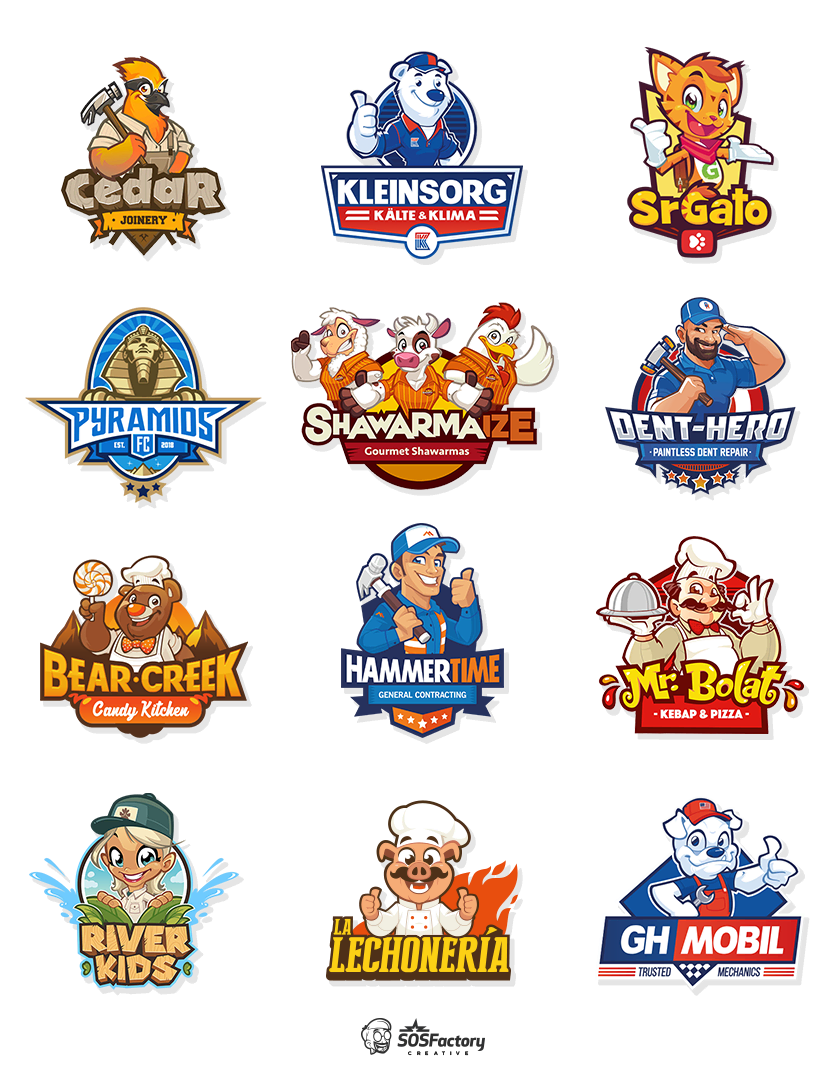 CedaR
JOINERY
K
KLEINSORG
KÄLTE & KLIMA
K
G
SrGato
PYRAMIDS
EST. FC 2018
SHAWARMAIZE
Gourmet Shawarmas
DENT-HERO
·PAINTLESS DENT REPAIR·
BEAR·CREEK
Candy Kitchen
HAMMERTIME
GENERAL CONTRACTING
Mr. Bolat
- KEBAP & PIZZA -
RIVER
KIDS
LA
LECHONERÍA
GH MOBIL
TRUSTED MECHANICS
SOSFactory
CREATIVE